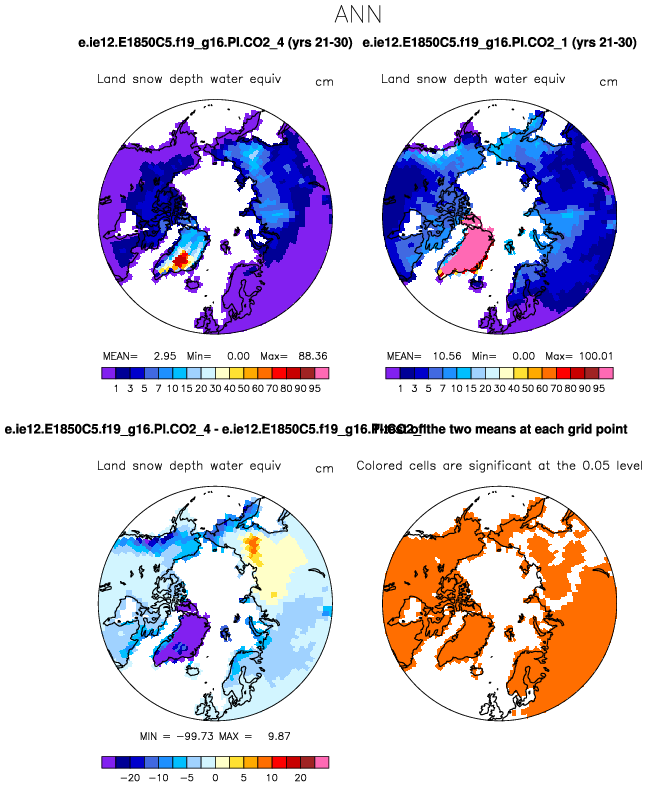 ANN
e.ie12.E1850C5.f19_g16.PI.CO2_4 (yrs 21-30) e.ie12.E1850C5.f19_g16.PI.CO2_1 (yrs 21-30)
Land snow depth water equiv cm Land snow depth water equiv cm
MEAN= 2.95 Min= 0.00 Max= 88.36 MEAN= 10.56 Min= 0.00 Max= 100.01
1 3 5 7 10 15 20 30 40 50 60 70 80 90 95 1 3 5 7 10 15 20 30 40 50 60 70 80 90 95
e.ie12.E1850C5.f19_g16.PI.CO2_4 - e.ie12.E1850C5.f19_g16.PI.CO2_1 T-test of the two means at each grid point
Land snow depth water equiv cm Colored cells are significant at the 0.05 level
MIN = -99.73 MAX = 9.87
-20 -10 -5 0 5 10 20